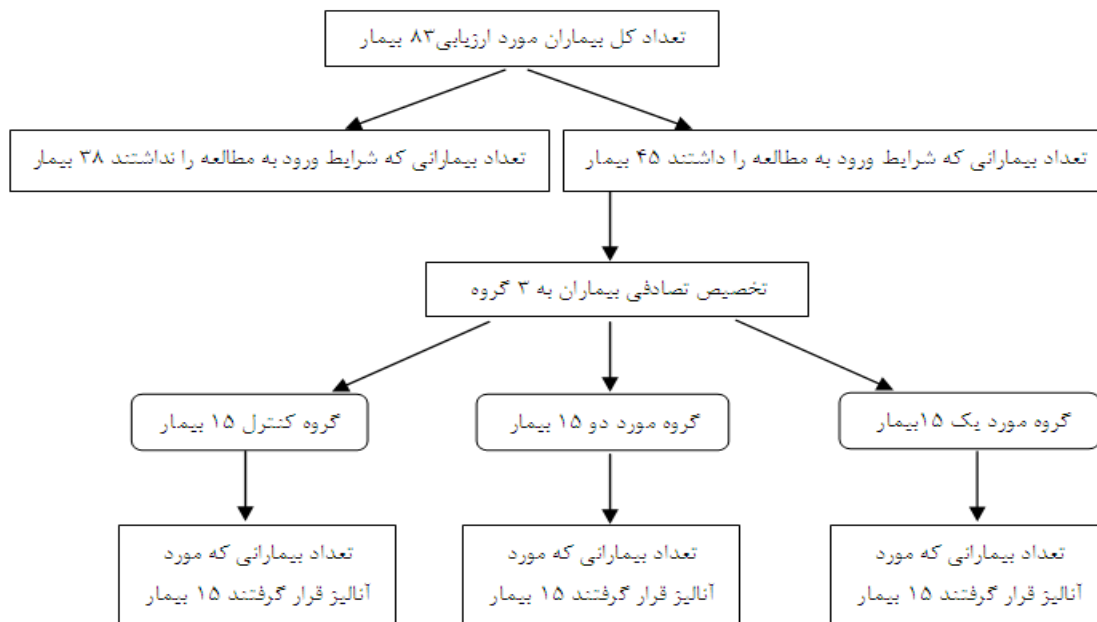 تعداد کل بیماران مورد ارزیابی۸۳ بیمار
تعداد بیمارانی که شرایط ورود به مطالعه را داشتند ۴۵ بیمار
تعداد بیمارانی که شرایط ورود به مطالعه را نداشتند ۳۸ بیمار
تخصیص تصادفی بیماران به ۳ گروه
گروه مورد یک ۱۵بیمار
گروه مورد دو ۱۵ بیمار
گروه کنترل ۱۵ بیمار
تعداد بیمارانی که مورد
آنالیز قرار گرفتند ۱۵ بیمار
تعداد بیمارانی که مورد
آنالیز قرار گرفتند ۱۵ بیمار
تعداد بیمارانی که مورد
آنالیز قرار گرفتند ۱۵ بیمار